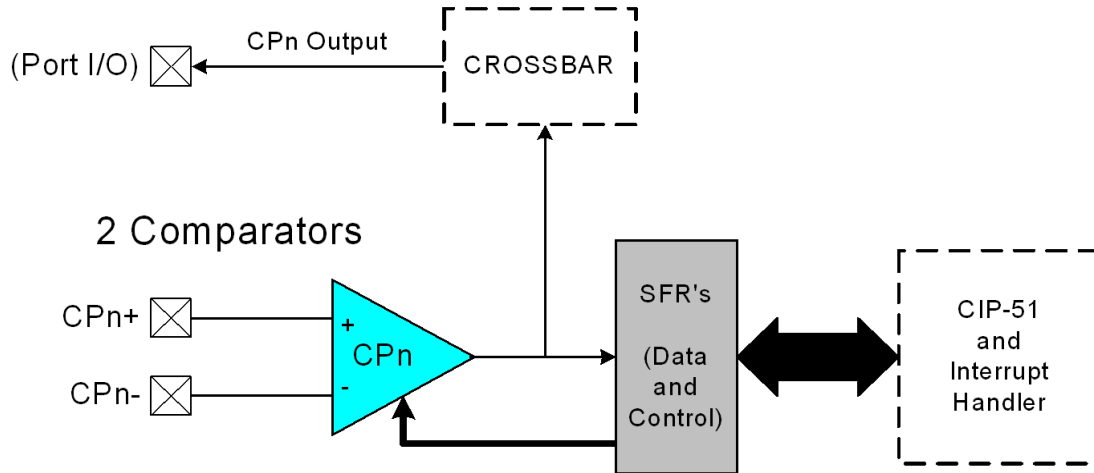 CPn Output
(Port I/O)
CROSSBAR
2 Comparators
CPn+
CPn-
+
CPn
-
SFR's
(Data
and
Control)
CIP-51
and
Interrupt
Handler